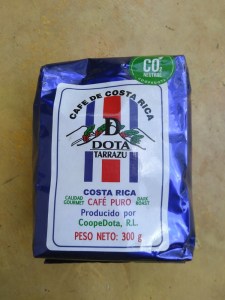 CO2
NEUTRAL
CAFE DE COSTA RICA
D
DOTA
TARRAZU
COSTA RICA
CALIDAD
GOURMET
CAFÉ PURO
DARK
ROAST
Producido por
CoopeDota, R.L.
PESO NETO: 300 g